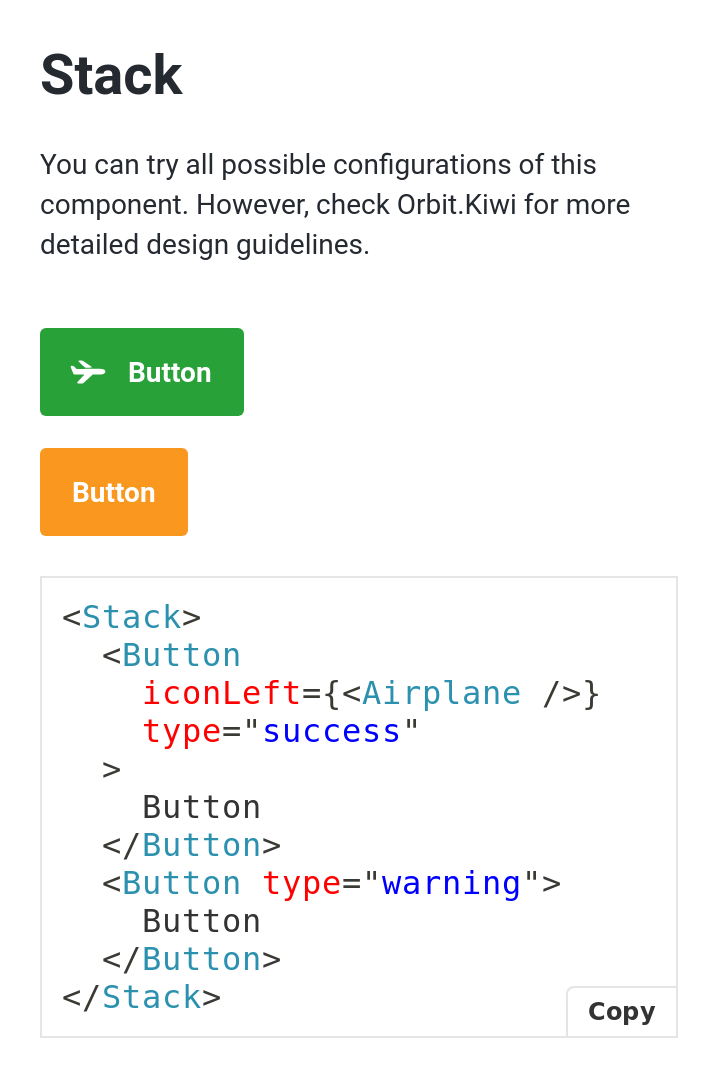 Stack
You can try all possible configurations of this
component. However, check Orbit.Kiwi for more
detailed design guidelines.
Button
Button
<Stack>
  <Button
    iconLeft={<Airplane />}
    type="success"
  >
    Button
  </Button>
  <Button type="warning">
    Button
  </Button>
</Stack>
Copy